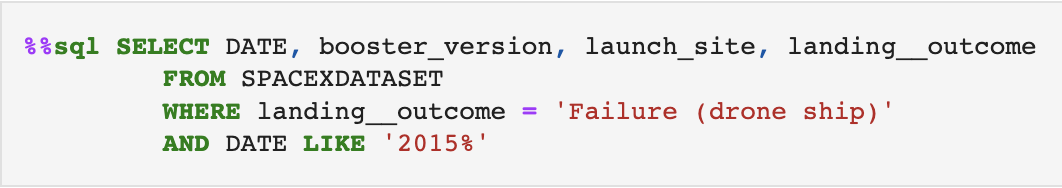 %%sql SELECT DATE, booster_version, launch_site, landing__outcome
FROM SPACEXDATASET
WHERE landing__outcome = 'Failure (drone ship)'
AND DATE LIKE '2015%'